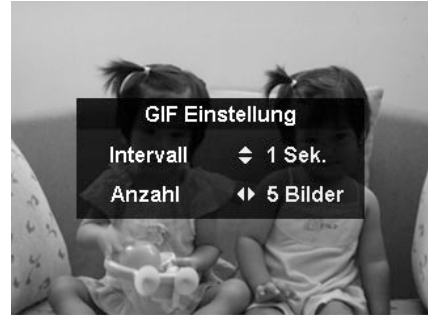 GIF Einstellung
Intervall 1 Sek.
Anzahl 5 Bilder